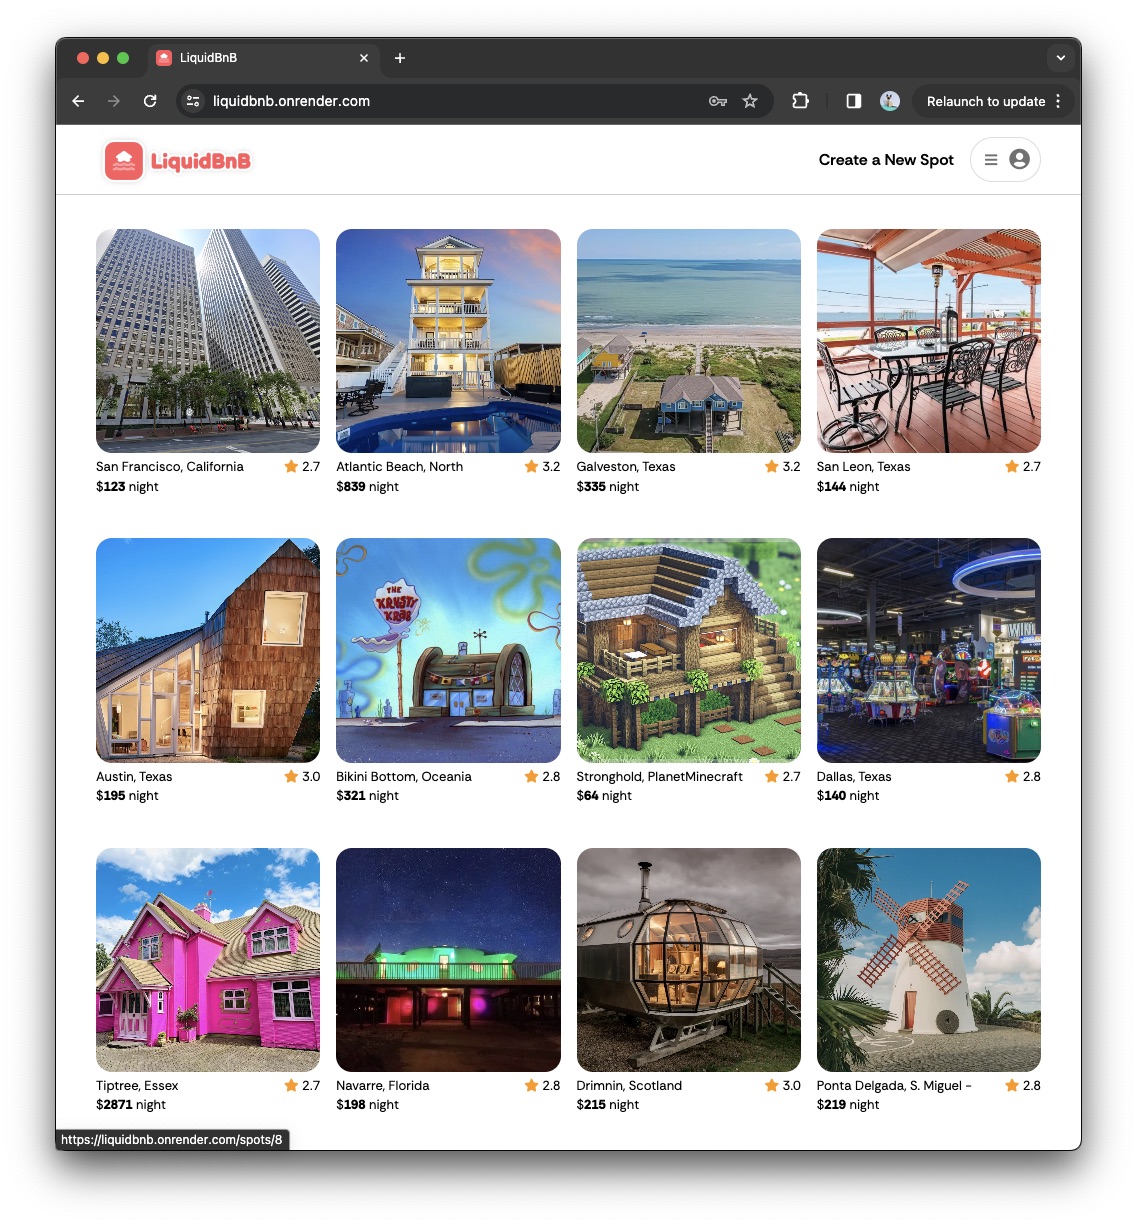 LiquidBnB
liquidbnb.onrender.com
Relaunch to update
LiquidBnB
Create a New Spot
San Francisco, California 2.7
$123 night
Atlantic Beach, North 3.2
$839 night
Galveston, Texas 3.2
$335 night
San Leon, Texas 2.7
$144 night
THE
KRUSTY
KRAB
WIN
Austin, Texas 3.0
$195 night
Bikini Bottom, Oceania 2.8
$321 night
Stronghold, PlanetMinecraft 2.7
$64 night
Dallas, Texas 2.8
$140 night
Tiptree, Essex 2.7
$2871 night
Navarre, Florida 2.8
$198 night
Drimnin, Scotland 3.0
$215 night
Ponta Delgada, S. Miguel - 2.8
$219 night
https://liquidbnb.onrender.com/spots/8